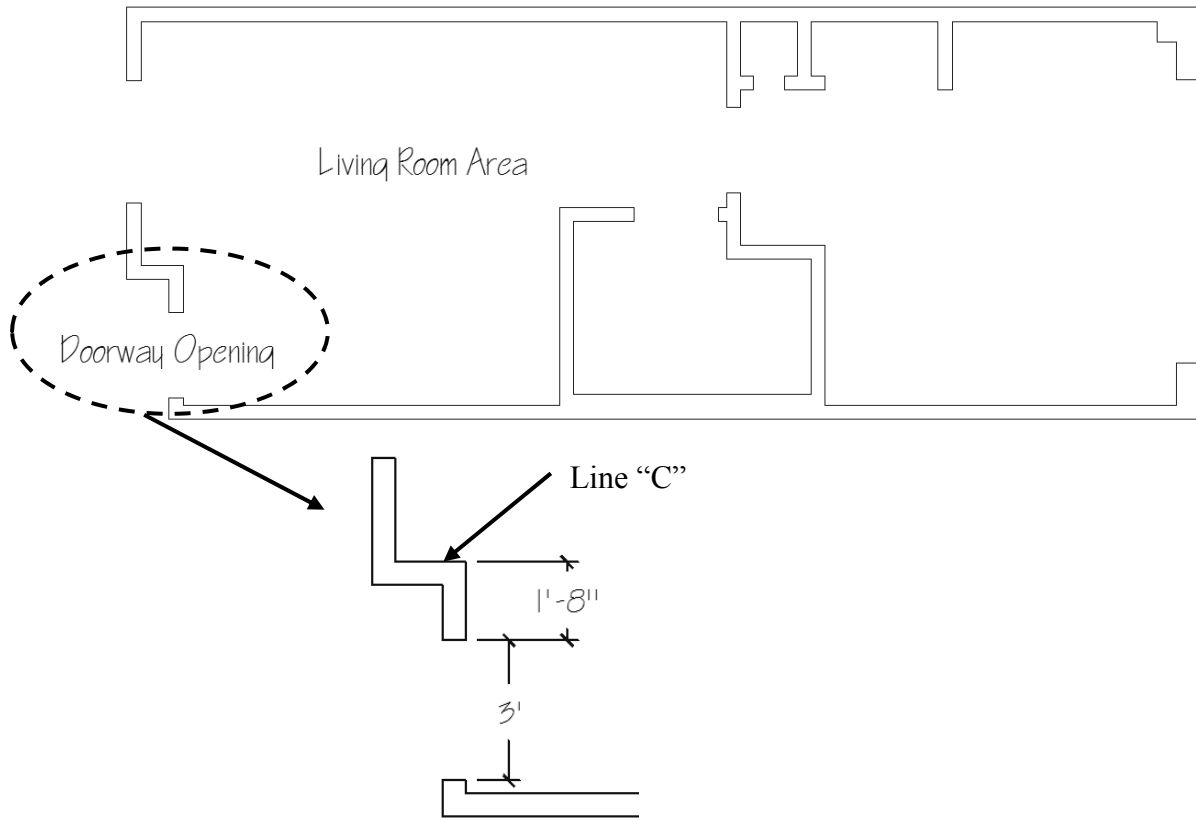 Living Room Area
Doorway Opening
Line “C”
1'-8"
3'